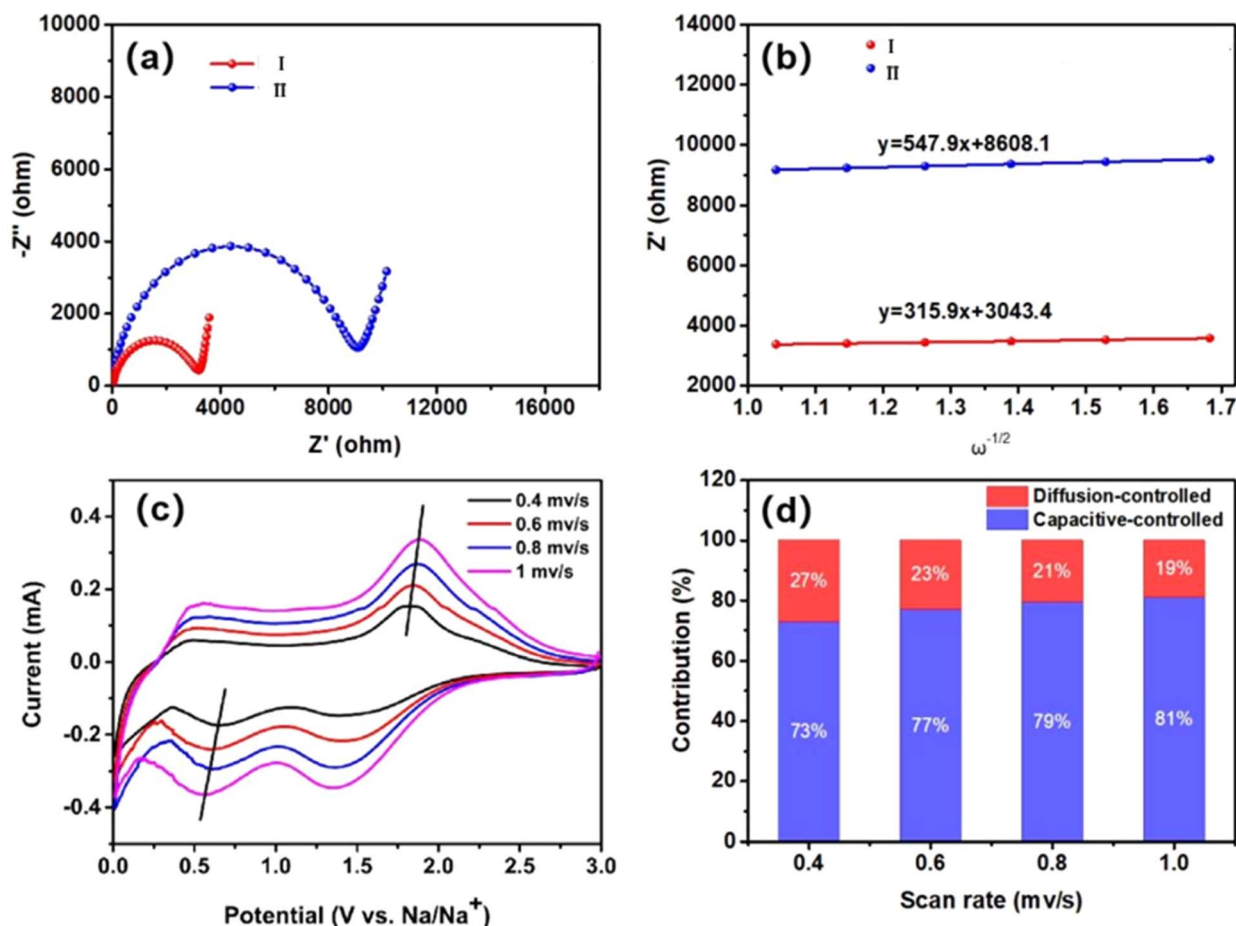 (a)
I
II
10000
8000
6000
4000
2000
0
-Z" (ohm)
0 4000 8000 12000 16000
Z' (ohm)
(b)
I
II
y=547.9x+8608.1
y=315.9x+3043.4
14000
12000
10000
8000
6000
4000
2000
Z' (ohm)
1.0 1.1 1.2 1.3 1.4 1.5 1.6 1.7
ω-1/2
(c)
0.4 mv/s
0.6 mv/s
0.8 mv/s
1 mv/s
0.4
0.2
0.0
-0.2
-0.4
Current (mA)
0.0 0.5 1.0 1.5 2.0 2.5 3.0
Potential (V vs. Na/Na+)
(d)
Diffusion-controlled
Capacitive-controlled
120
100
80
60
40
20
0
Contribution (%)
27% 23% 21% 19%
73% 77% 79% 81%
0.4 0.6 0.8 1.0
Scan rate (mv/s)